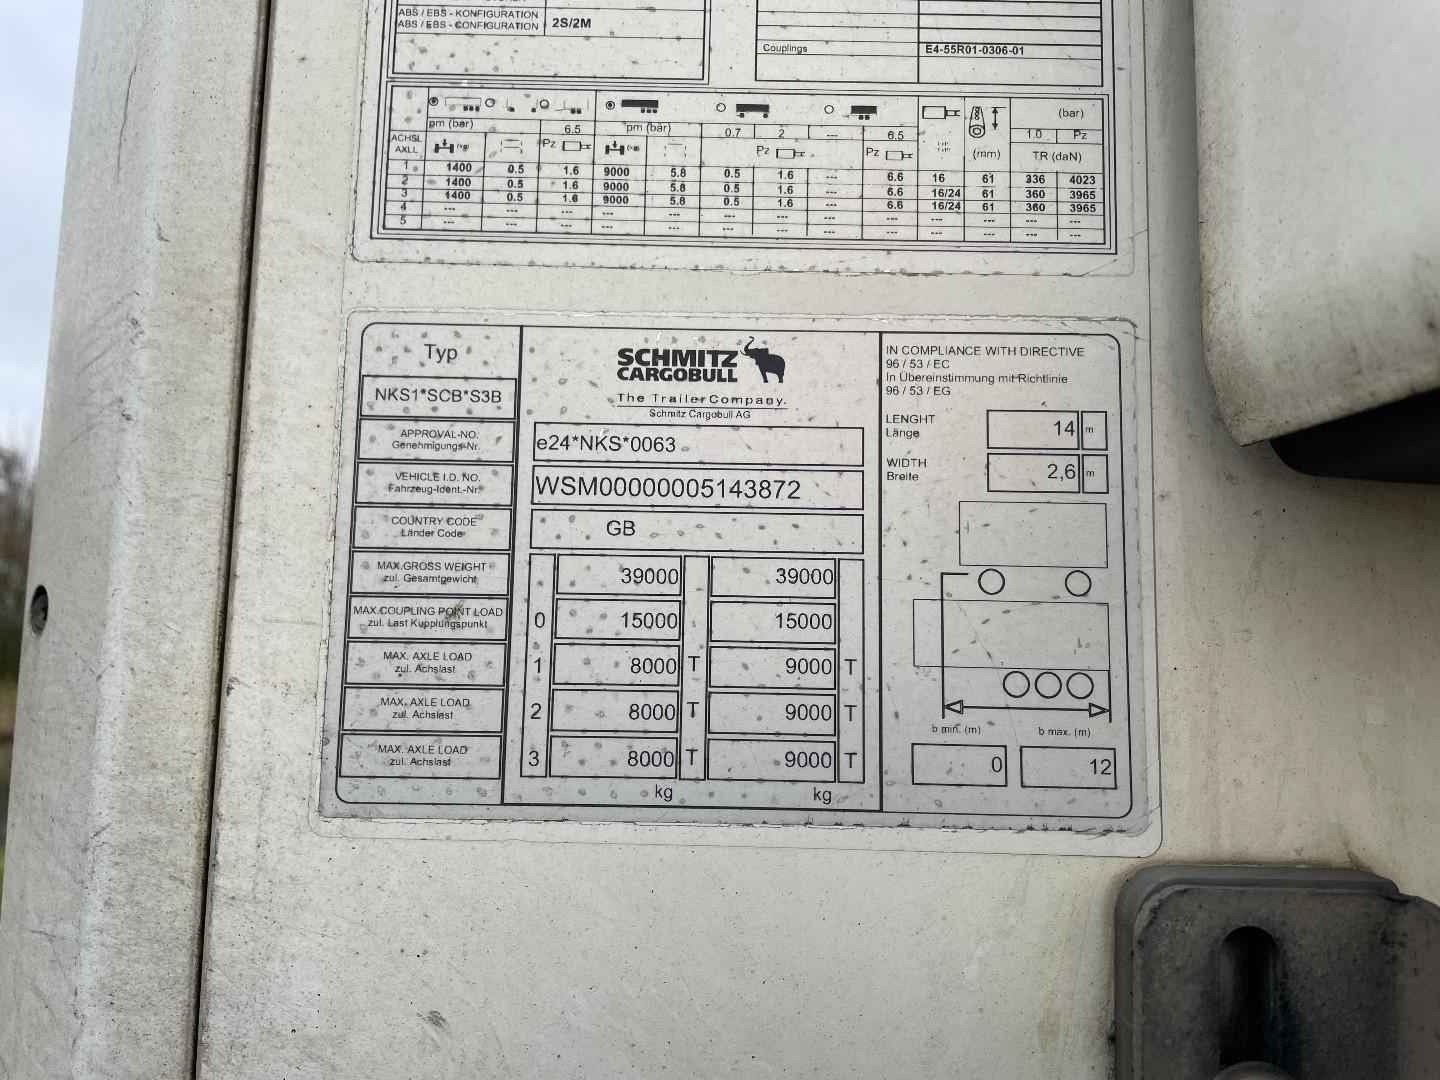 ABS / EBS - KONFIGURATION
ABS / EBS - CONFIGURATION 2S/2M
Couplings E4-55R01-0306-01
pm (bar) 6.5 pm (bar) 0.7 2 --- 6.5 (bar)
1.0 Pz
ACHSL AXLL (kg) Pz (kg) Pz Pz (mm) TR (daN)
1 1400 0.5 1.6 9000 5.8 0.5 1.6 --- 6.6 16 61 336 4023
2 1400 0.5 1.6 9000 5.8 0.5 1.6 --- 6.6 16/24 61 360 3965
3 1400 0.5 1.6 9000 5.8 0.5 1.6 --- 6.6 16/24 61 360 3965
4 --- --- --- --- --- --- --- --- --- --- --- --- ---
5 --- --- --- --- --- --- --- --- --- --- --- --- ---
Typ
NKS1*SCB*S3B
SCHMITZ
CARGOBULL
The Trailer Company.
Schmitz Cargobull AG
APPROVAL-NO.
Genehmigungs-Nr. e24*NKS*0063
VEHICLE I.D. NO.
Fahrzeug-Ident.-Nr. WSM00000005143872
COUNTRY CODE
Länder Code GB
MAX.GROSS WEIGHT
zul. Gesamtgewicht 39000 39000
MAX.COUPLING POINT LOAD
zul. Last Kupplungspunkt 0 15000 15000
MAX. AXLE LOAD
zul. Achslast 1 8000 T 9000 T
MAX. AXLE LOAD
zul. Achslast 2 8000 T 9000 T
MAX. AXLE LOAD
zul. Achslast 3 8000 T 9000 T
kg kg
IN COMPLIANCE WITH DIRECTIVE
96 / 53 / EC
In Übereinstimmung mit Richtlinie
96 / 53 / EG
LENGHT
Länge 14 m
WIDTH
Breite 2,6 m
b min. (m) b max. (m)
0 12